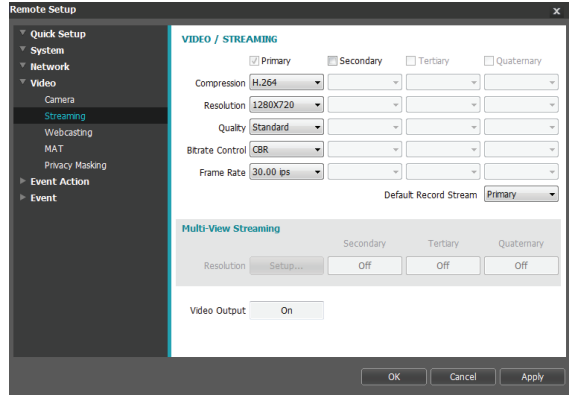 Remote Setup x
Quick Setup
System
Network
Video
Camera
Streaming
Webcasting
MAT
Privacy Masking
Event Action
Event
VIDEO / STREAMING
Primary Secondary Tertiary Quaternary
Compression H.264
Resolution 1280X720
Quality Standard
Bitrate Control CBR
Frame Rate 30.00 ips
Default Record Stream Primary
Multi-View Streaming
Secondary Tertiary Quaternary
Resolution Setup... Off Off Off
Video Output On
OK Cancel Apply